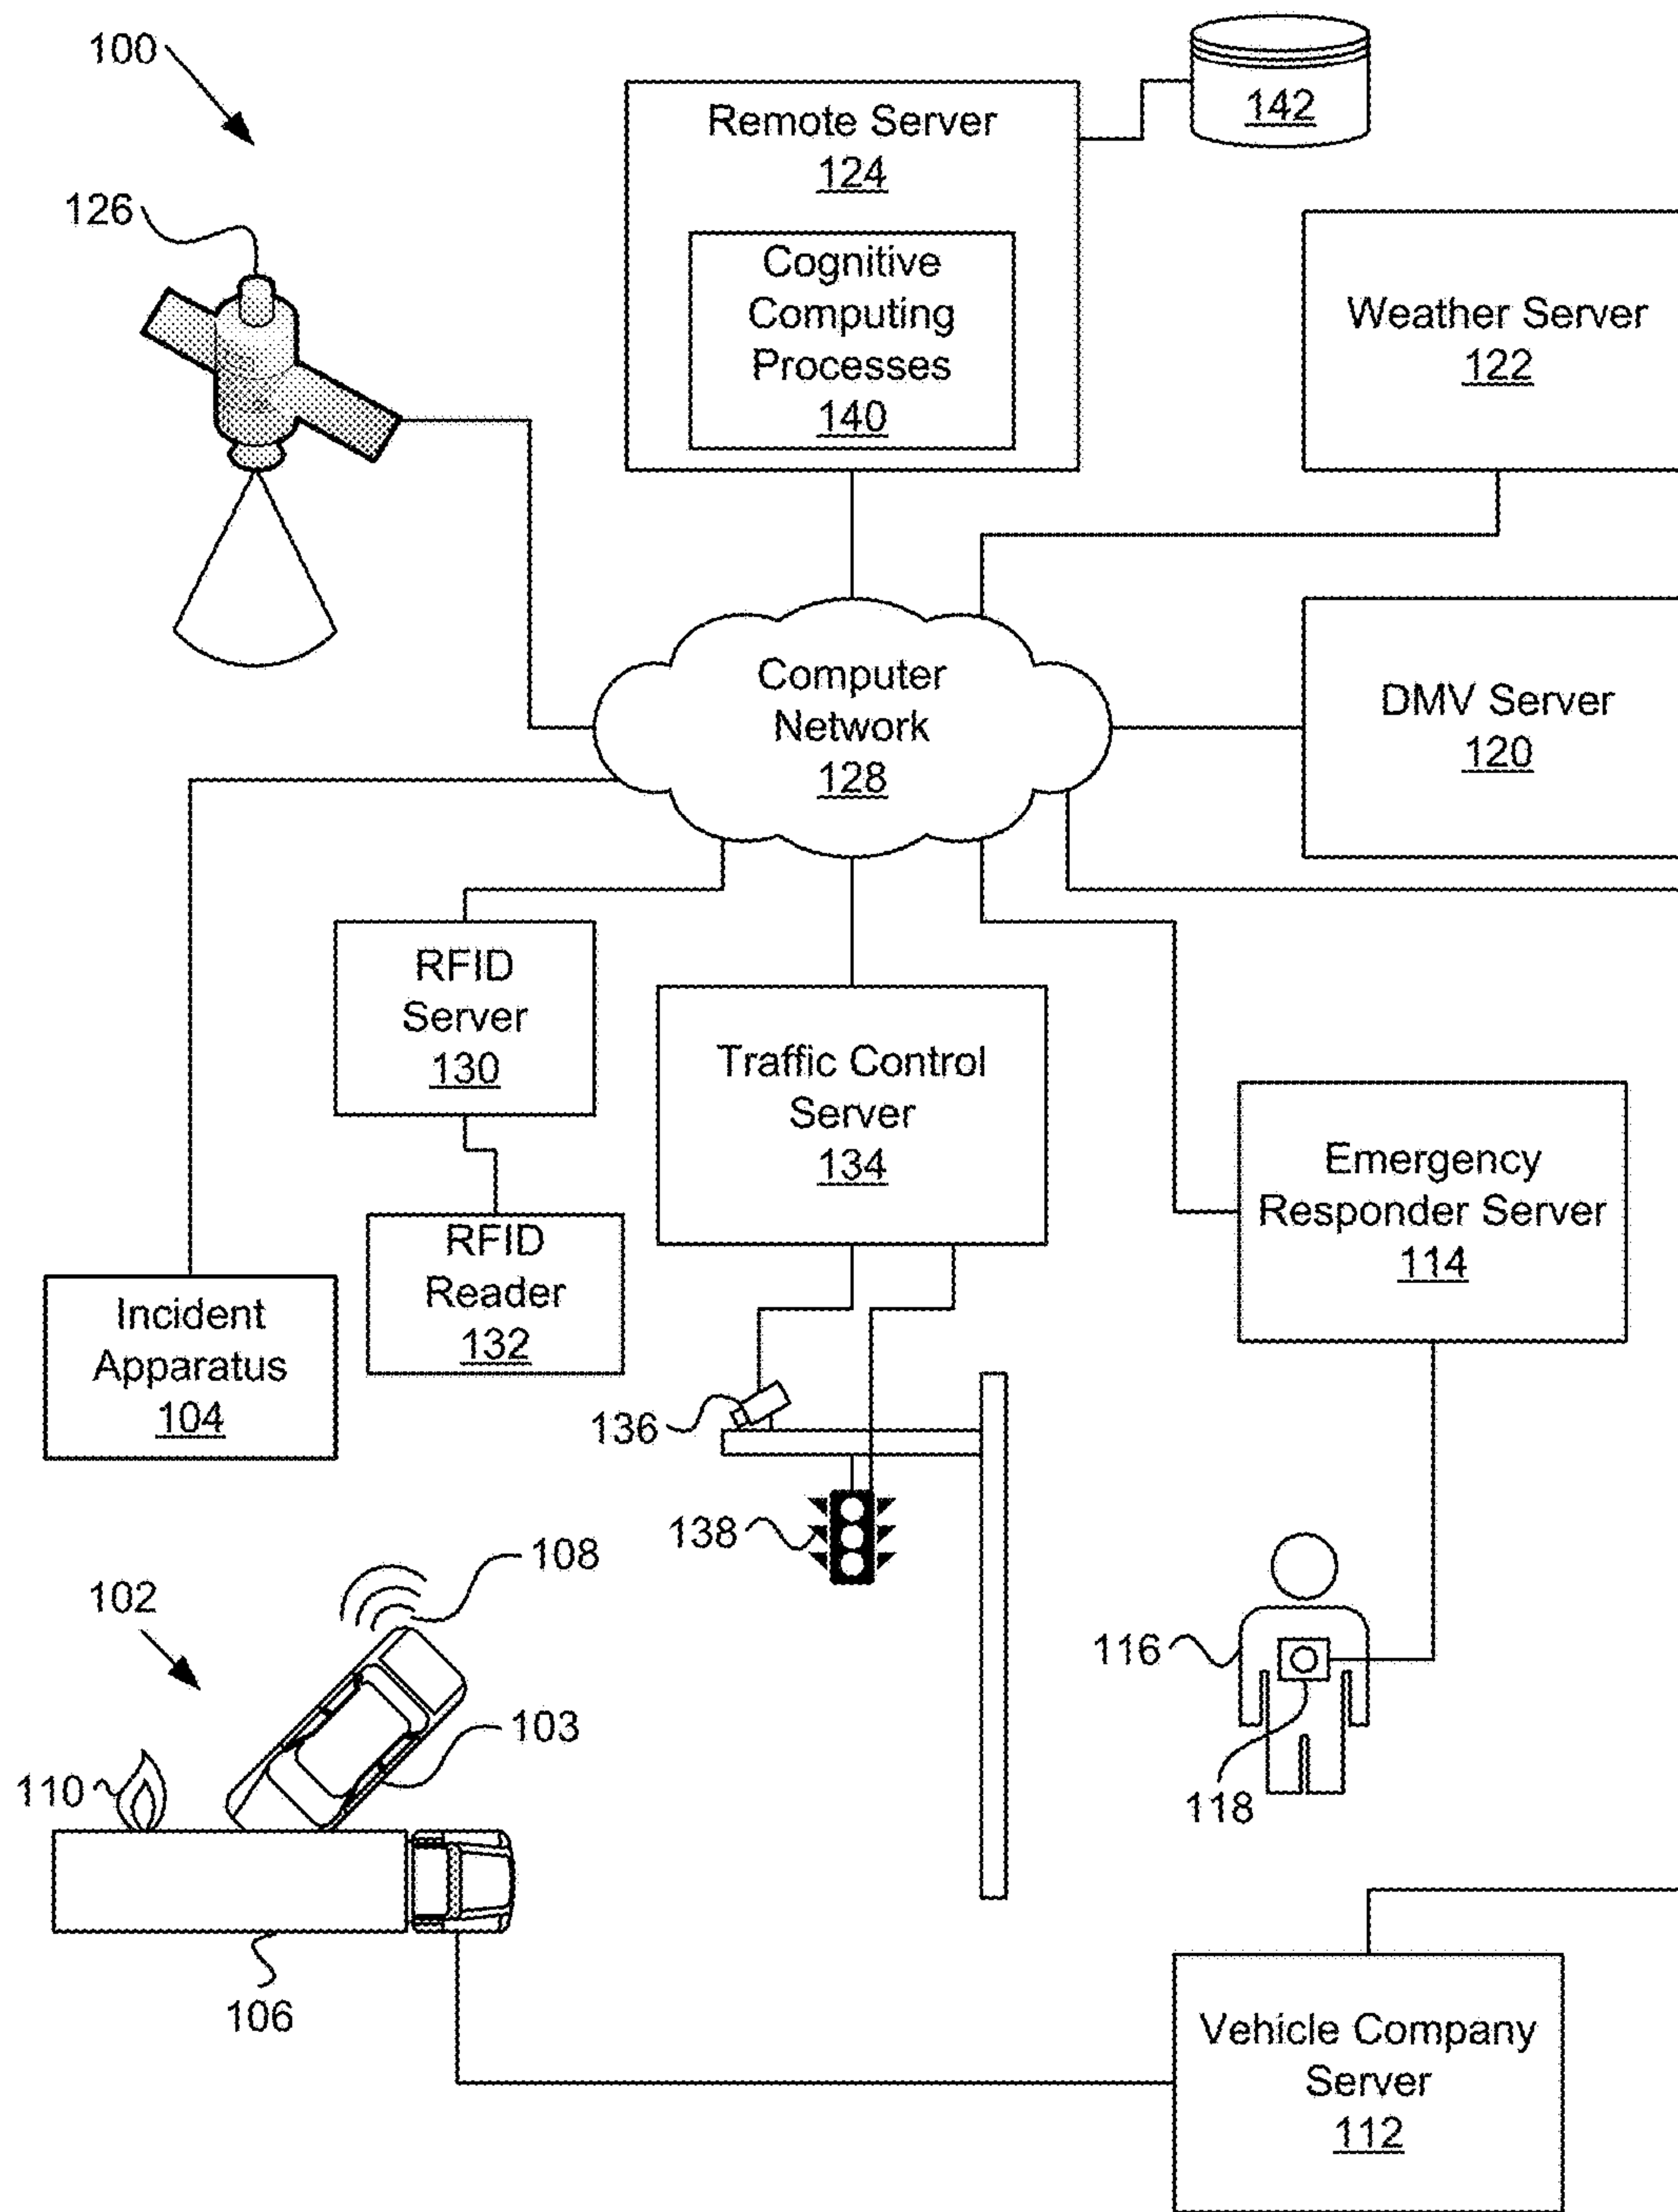 100
142
Remote Server
124
126
Cognitive
Computing
Processes
140
Weather Server
122
Computer
Network
128
DMV Server
120
RFID
Server
130
Traffic Control
Server
134
Emergency
Responder Server
114
RFID
Reader
132
Incident
Apparatus
104
136
138
108
102
116
103
110
118
106
Vehicle Company
Server
112